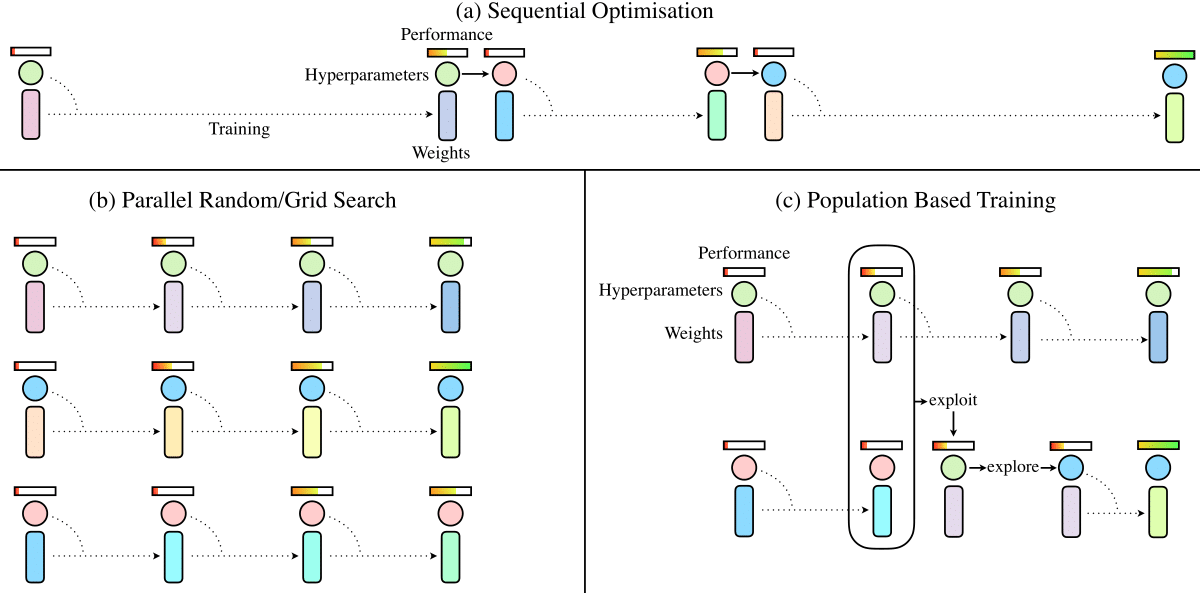 (a) Sequential Optimisation
Performance
Hyperparameters
Training
Weights
(b) Parallel Random/Grid Search
(c) Population Based Training
Performance
Hyperparameters
Weights
exploit
explore